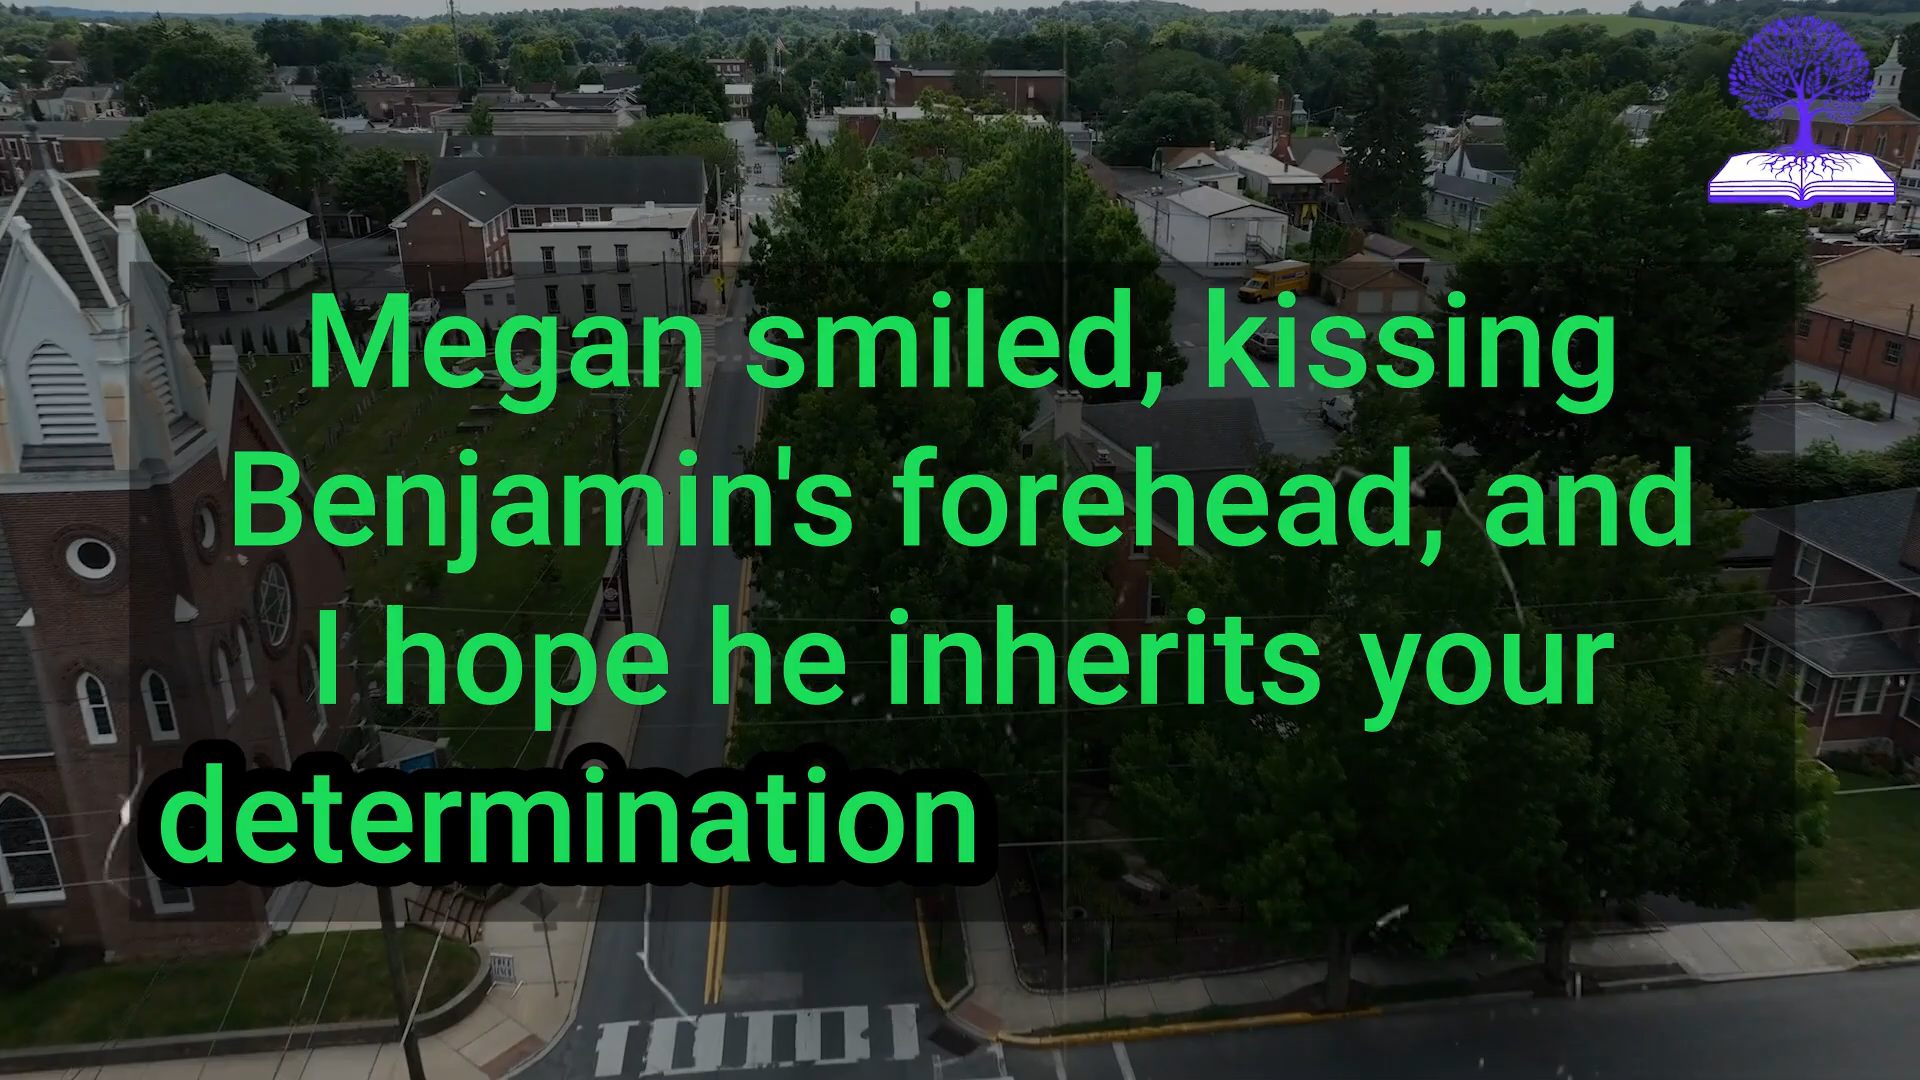 Megan smiled, kissing
Benjamin's forehead, and
I hope he inherits your
determination